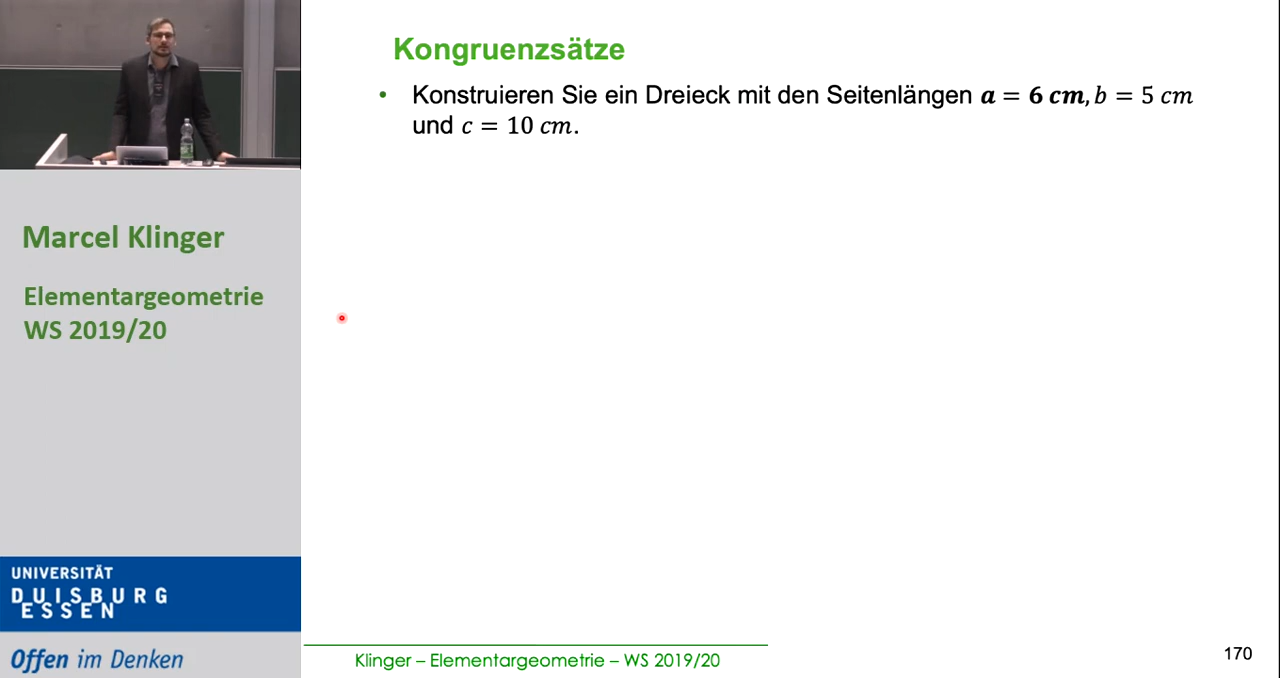 Kongruenzsätze
• Konstruieren Sie ein Dreieck mit den Seitenlängen a = 6 cm, b = 5 cm
und c = 10 cm.
Marcel Klinger
Elementargeometrie
WS 2019/20
UNIVERSITÄT
DUISBURG
ESSEN
Offen im Denken
Klinger – Elementargeometrie – WS 2019/20
170